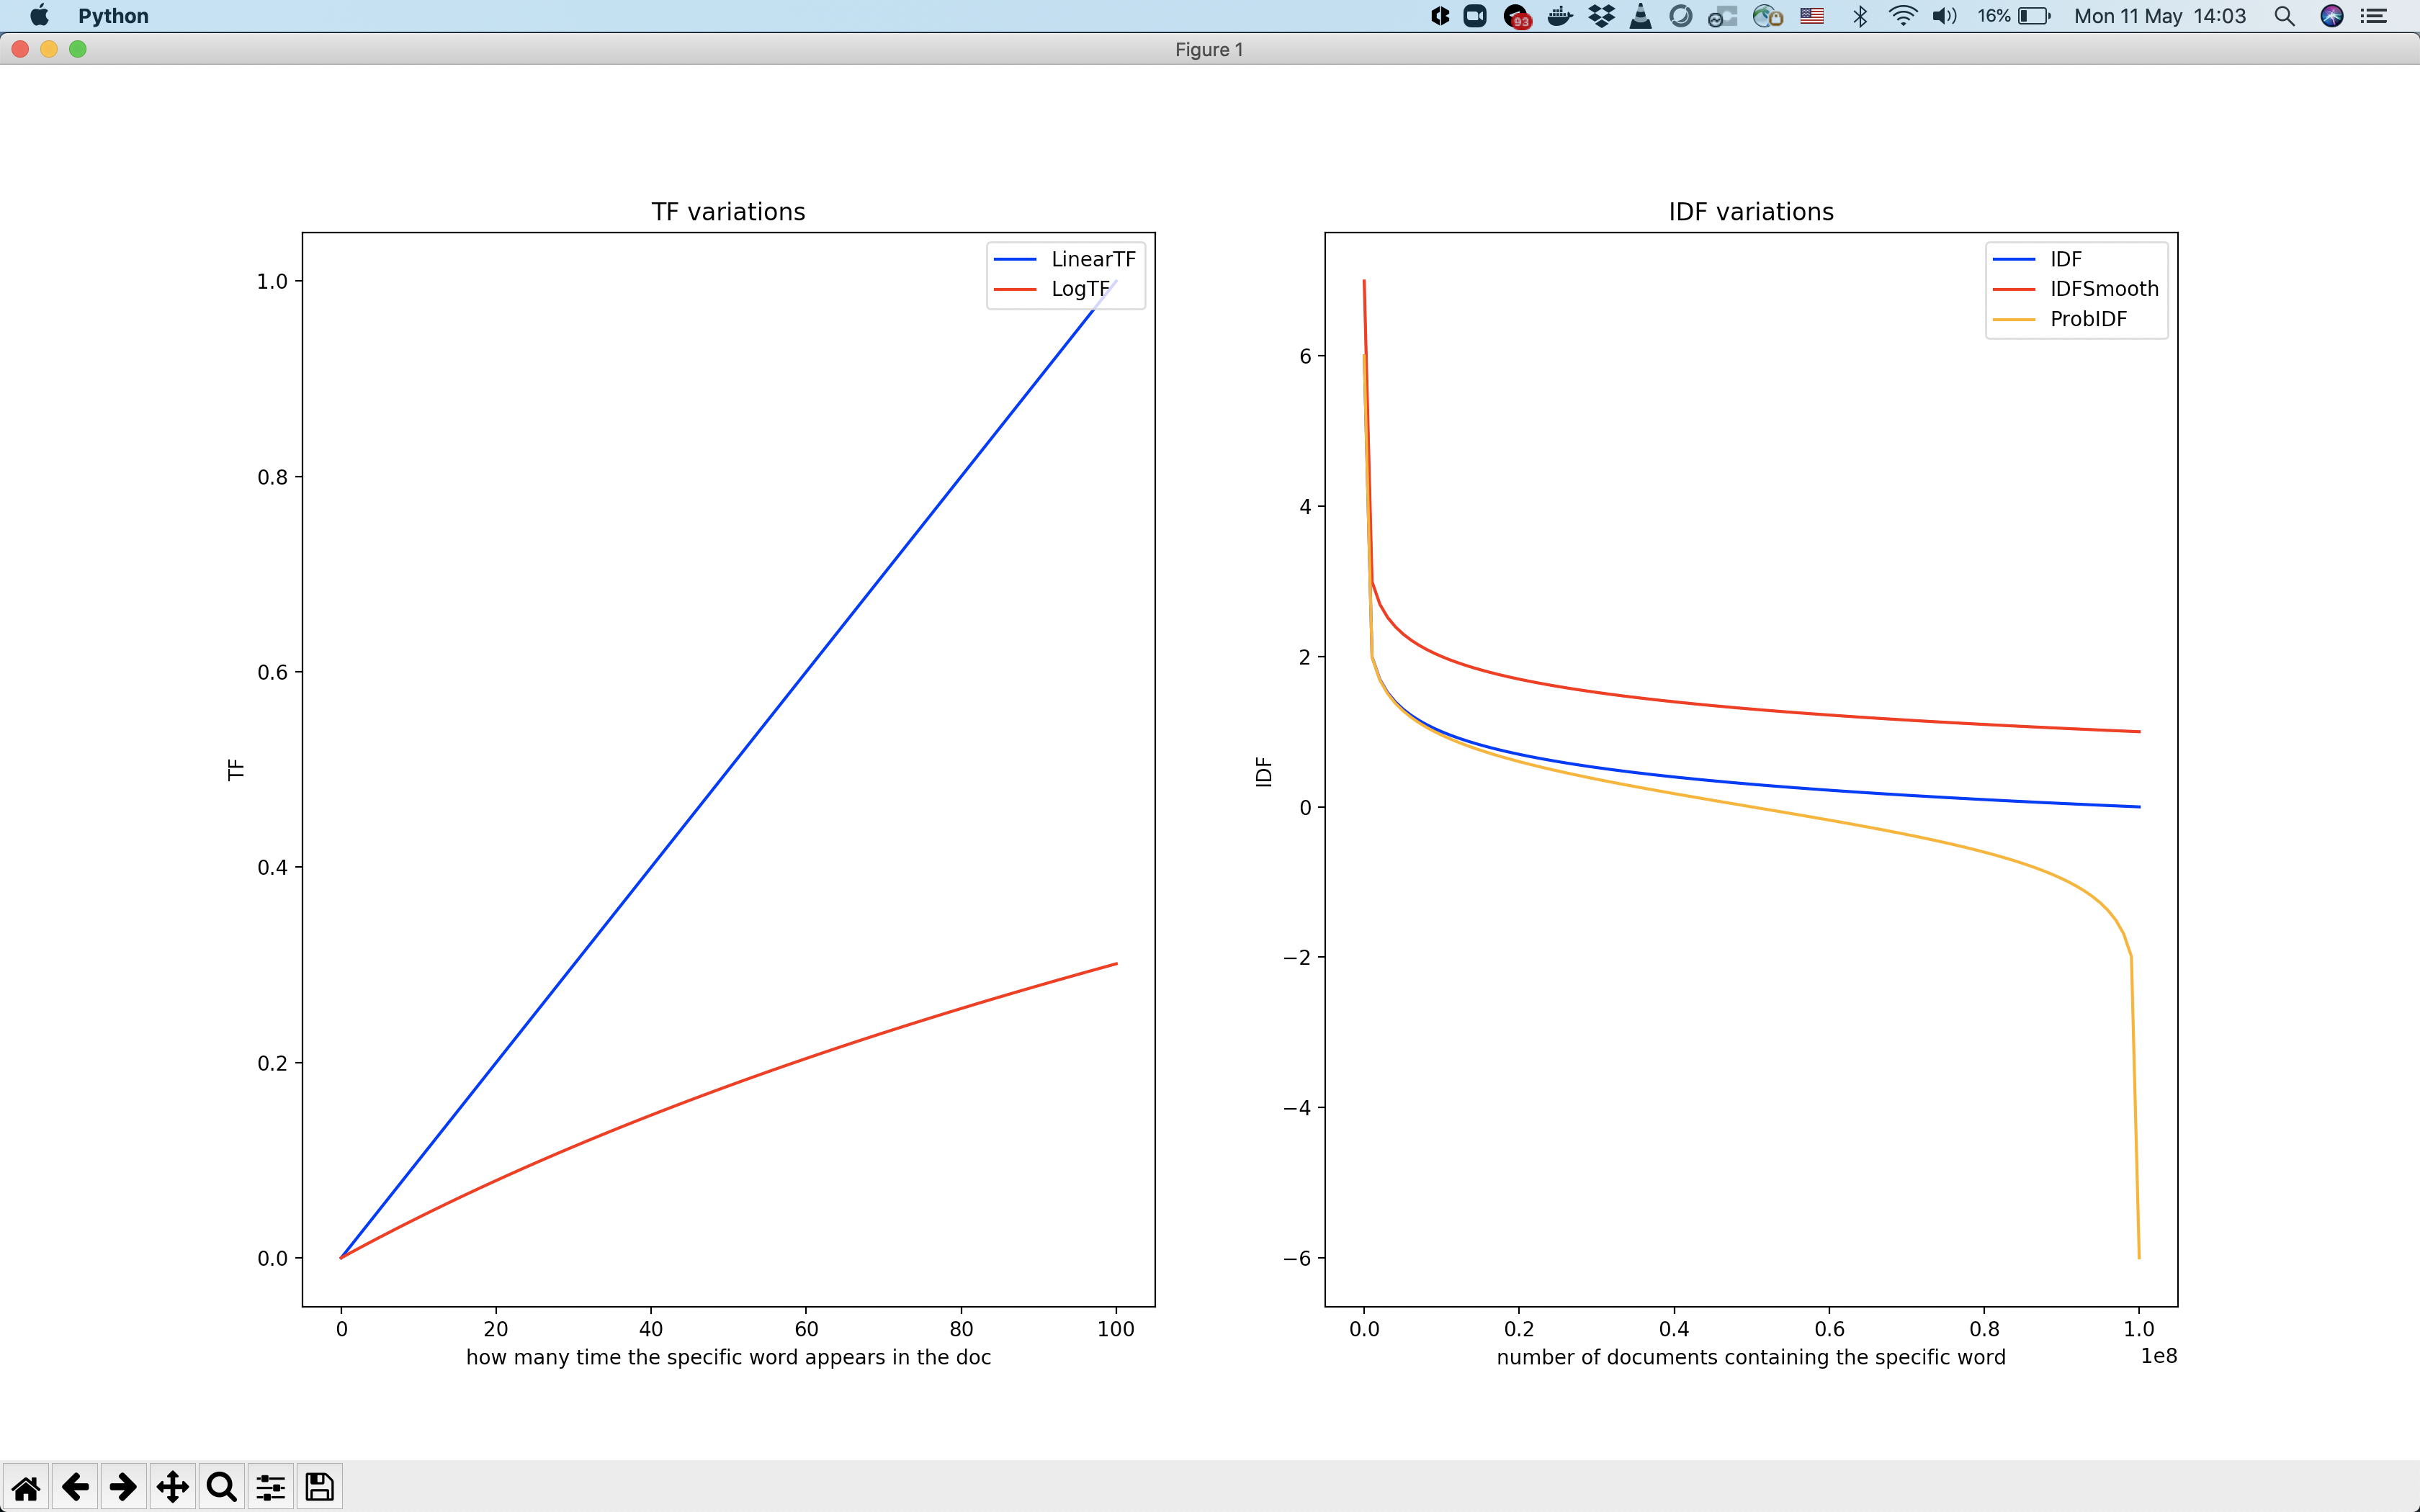 Python
93
16%
Mon 11 May 14:03
Figure 1
TF variations
LinearTF
LogTF
1.0
0.8
0.6
0.4
0.2
0.0
TF
0 20 40 60 80 100
how many time the specific word appears in the doc
IDF variations
IDF
IDFSmooth
ProbIDF
6
4
2
0
−2
−4
−6
IDF
0.0 0.2 0.4 0.6 0.8 1.0
1e8
number of documents containing the specific word